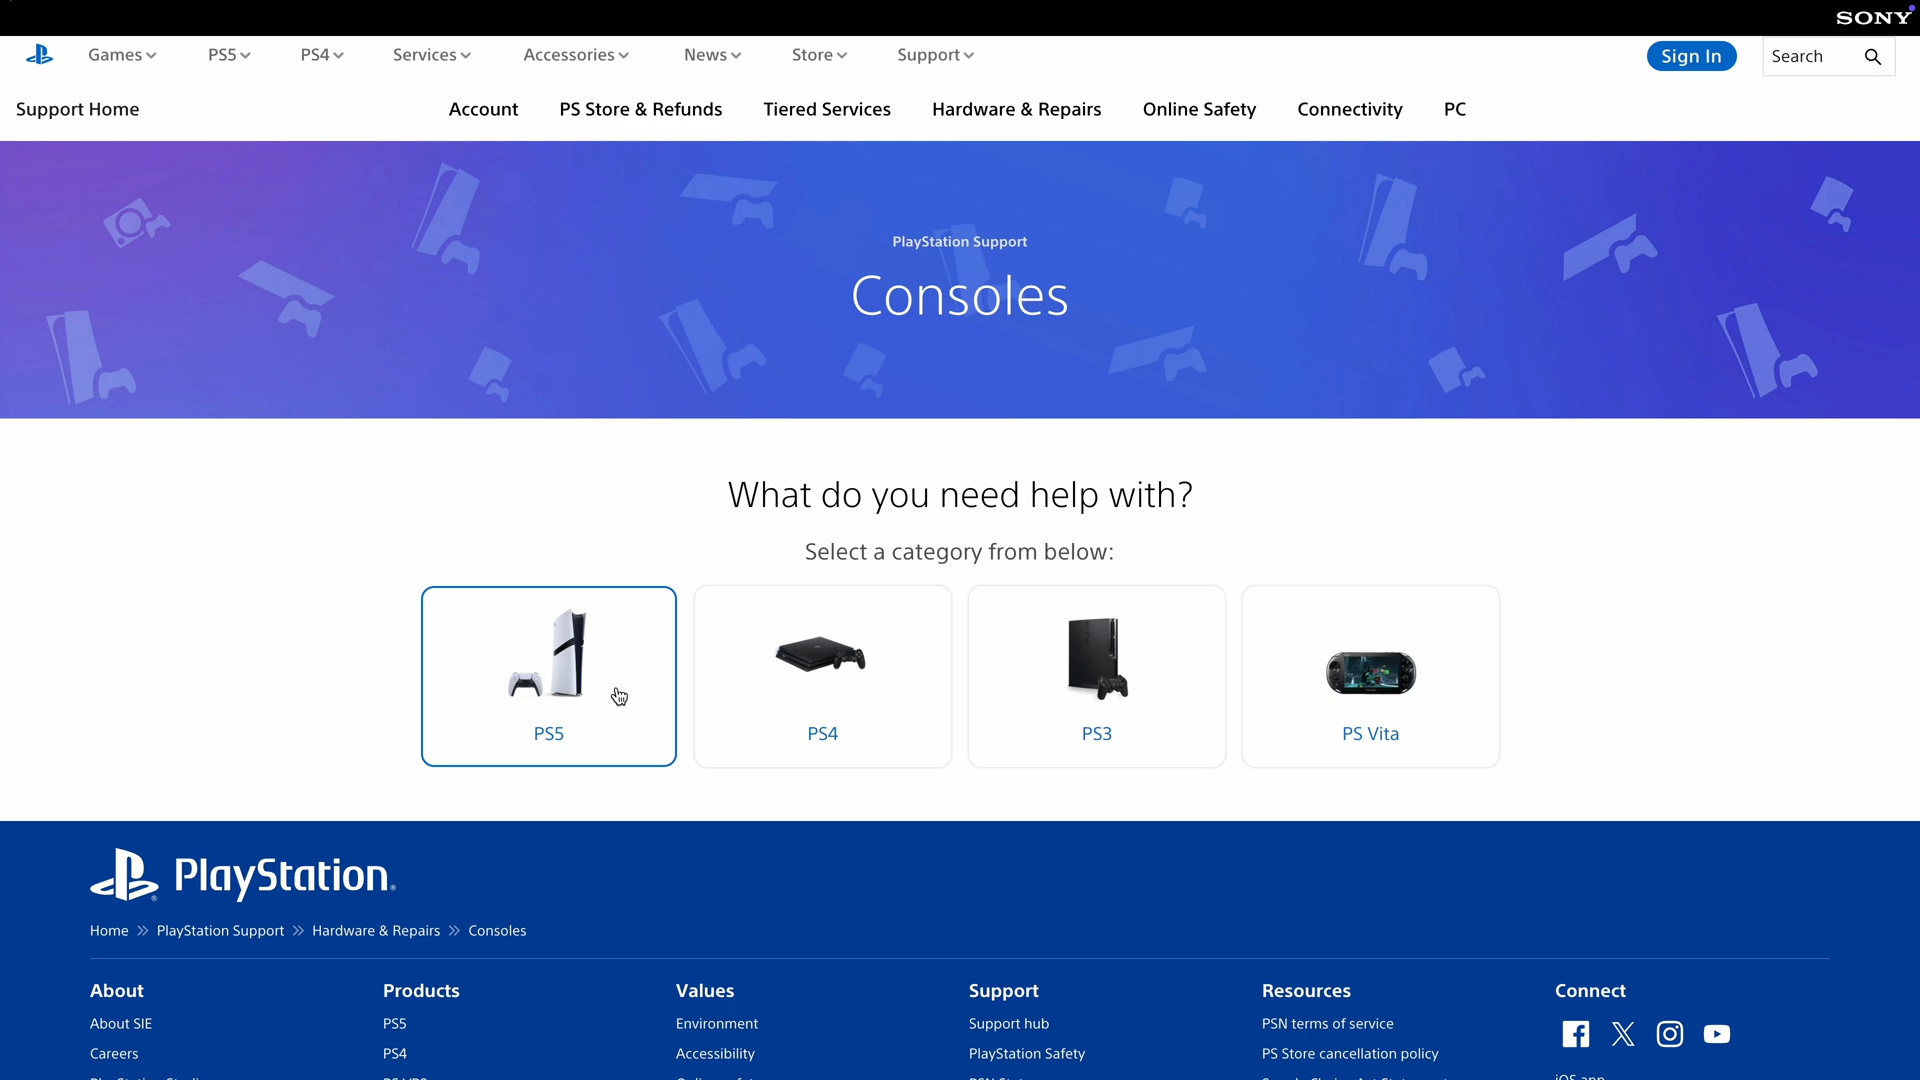 SONY
Games PS5 PS4 Services Accessories News Store Support Sign In Search
Support Home Account PS Store & Refunds Tiered Services Hardware & Repairs Online Safety Connectivity PC
PlayStation Support
Consoles
What do you need help with?
Select a category from below:
PS5 PS4 PS3 PS Vita
PlayStation
Home PlayStation Support Hardware & Repairs Consoles
About Products Values Support Resources Connect
About SIE PS5 Environment Support hub PSN terms of service
Careers PS4 Accessibility PlayStation Safety PS Store cancellation policy
iOS app